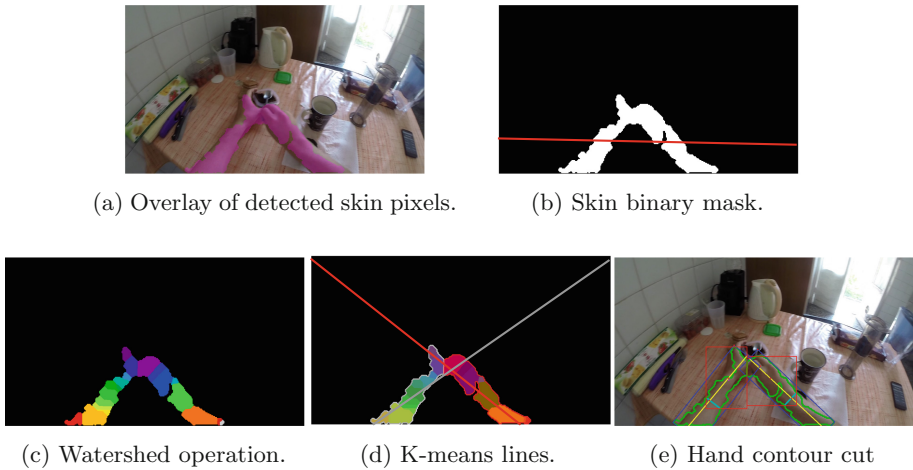 (a) Overlay of detected skin pixels.
(b) Skin binary mask.
(c) Watershed operation.
(d) K-means lines.
(e) Hand contour cut